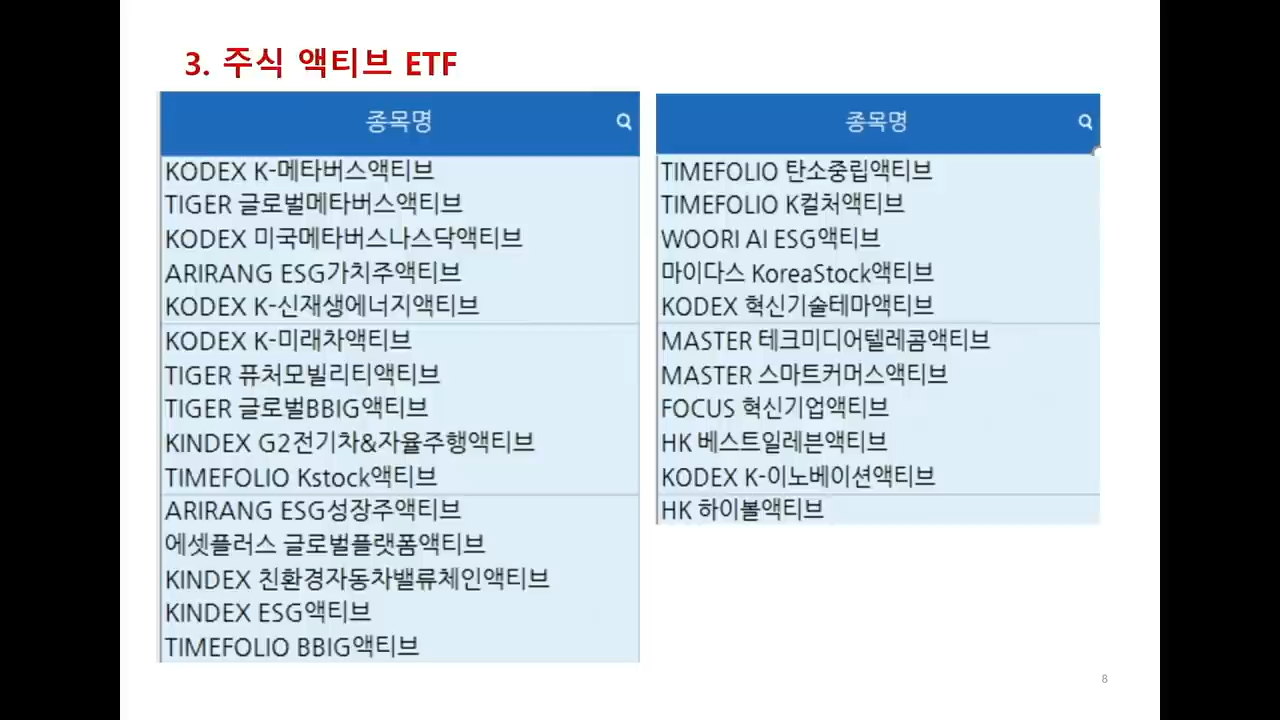 3. 주식 액티브 ETF
종목명
KODEX K-메타버스액티브
TIGER 글로벌메타버스액티브
KODEX 미국메타버스나스닥액티브
ARIRANG ESG가치주액티브
KODEX K-신재생에너지액티브
KODEX K-미래차액티브
TIGER 퓨처모빌리티액티브
TIGER 글로벌BBIG액티브
KINDEX G2전기차&자율주행액티브
TIMEFOLIO Kstock액티브
ARIRANG ESG성장주액티브
에셋플러스 글로벌플랫폼액티브
KINDEX 친환경자동차밸류체인액티브
KINDEX ESG액티브
TIMEFOLIO BBIG액티브
종목명
TIMEFOLIO 탄소중립액티브
TIMEFOLIO K컬처액티브
WOORI AI ESG액티브
마이다스 KoreaStock액티브
KODEX 혁신기술테마액티브
MASTER 테크미디어텔레콤액티브
MASTER 스마트커머스액티브
FOCUS 혁신기업액티브
HK 베스트일레븐액티브
KODEX K-이노베이션액티브
HK 하이볼액티브
8